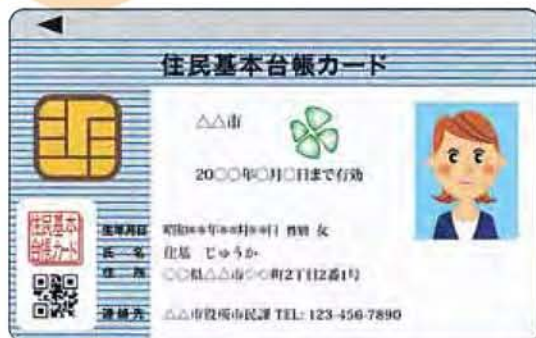 住民基本台帳カード
△△市
20○○年○月○日まで有効
住民基本
台帳カード
生年月日 昭和**年**月**日 性別 女
氏名 住基 じゅうか
住所 ○○県△△市○○町2丁目2番1号
連絡先 △△市役所市民課 TEL: 123-456-7890